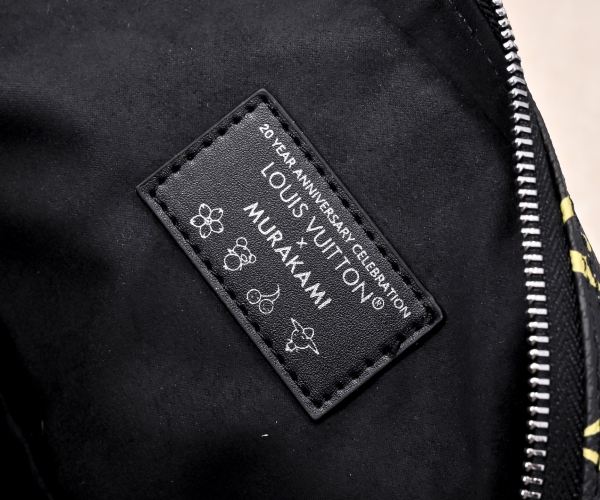 20 YEAR ANNIVERSARY CELEBRATION
LOUIS VUITTON®
×
MURAKAMI